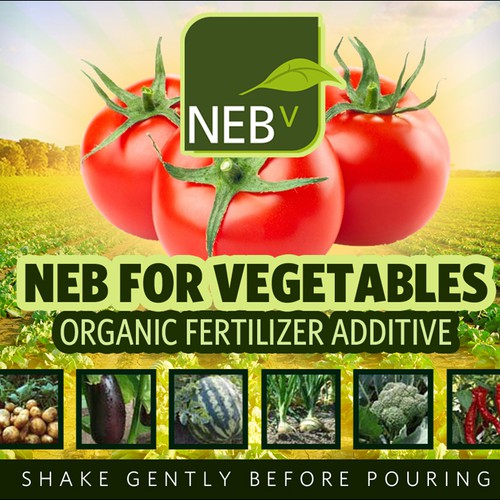 NEB V
NEB FOR VEGETABLES
ORGANIC FERTILIZER ADDITIVE
SHAKE GENTLY BEFORE POURING